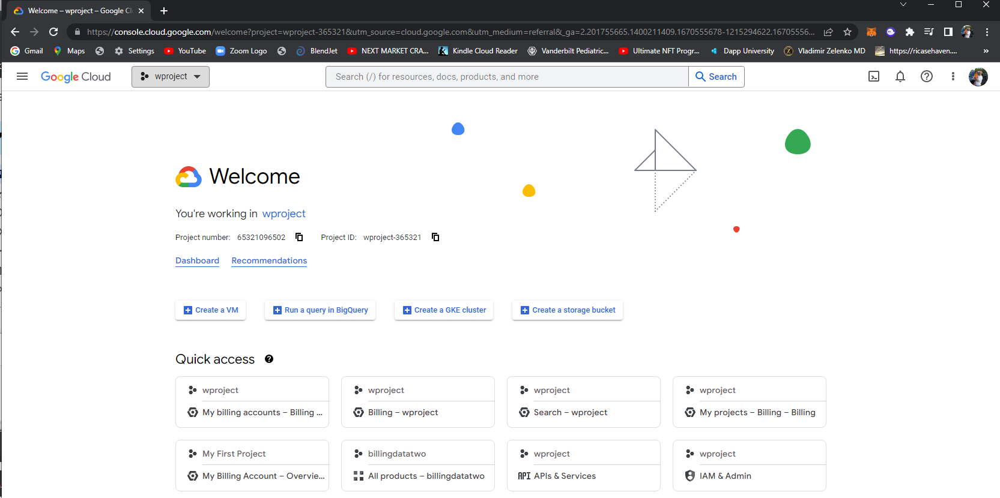 Welcome – wproject – Google Cl
https://console.cloud.google.com/welcome?project=wproject-365321&utm_source=cloud.google.com&utm_medium=referral&_ga=2.201755665.1400211409.1670555678-1215294622.16705556...
Gmail Maps Settings YouTube Zoom Logo BlendJet NEXT MARKET CRA... Kindle Cloud Reader Vanderbilt Pediatric... Ultimate NFT Progr... Dapp University Vladimir Zelenko MD https://ricasehaven.... »
Google Cloud wproject Search (/) for resources, docs, products, and more Search
Welcome
You're working in wproject
Project number: 65321096502 Project ID: wproject-365321
Dashboard Recommendations
Create a VM Run a query in BigQuery Create a GKE cluster Create a storage bucket
Quick access
wproject wproject wproject wproject
My billing accounts – Billing ... Billing – wproject Search – wproject My projects – Billing – Billing
My First Project billingdatatwo wproject wproject
My Billing Account – Overvie... All products – billingdatatwo API APIs & Services IAM & Admin